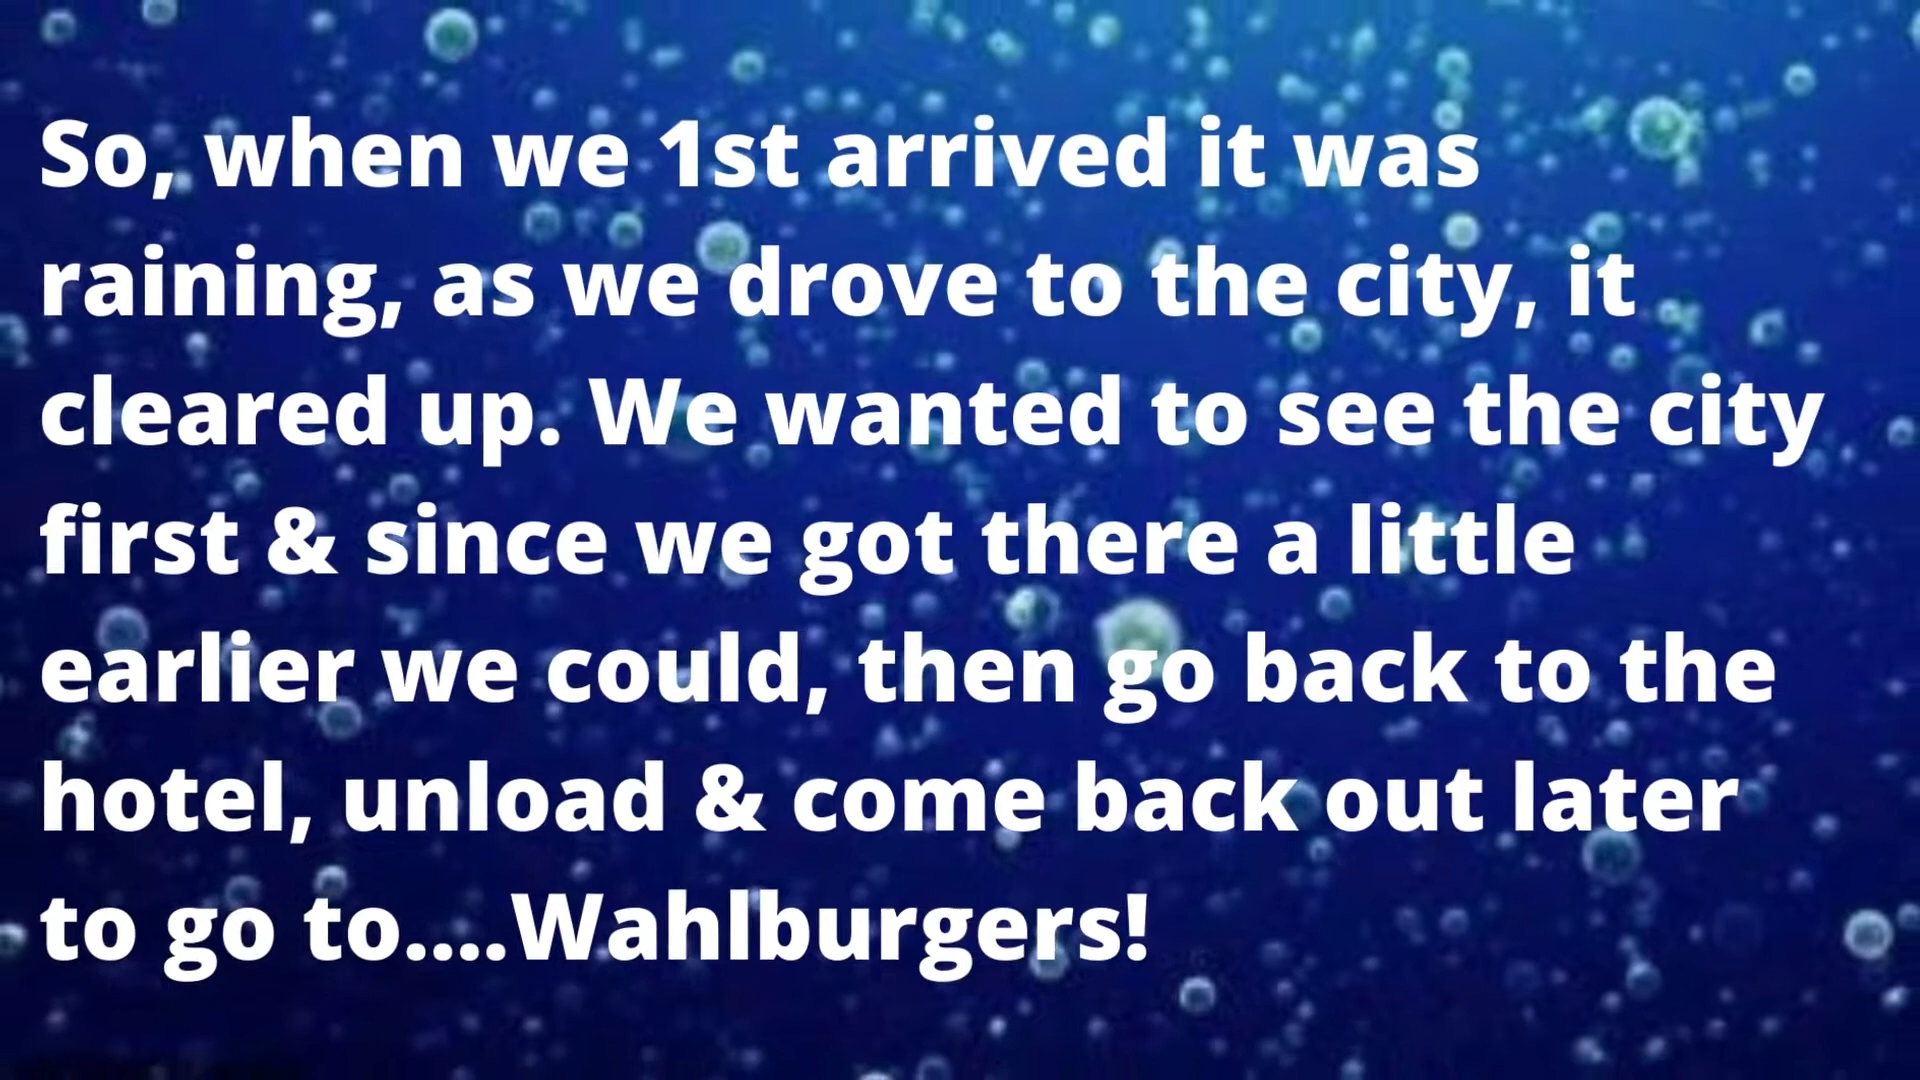 So, when we 1st arrived it was
raining, as we drove to the city, it
cleared up. We wanted to see the city
first & since we got there a little
earlier we could, then go back to the
hotel, unload & come back out later
to go to....Wahlburgers!